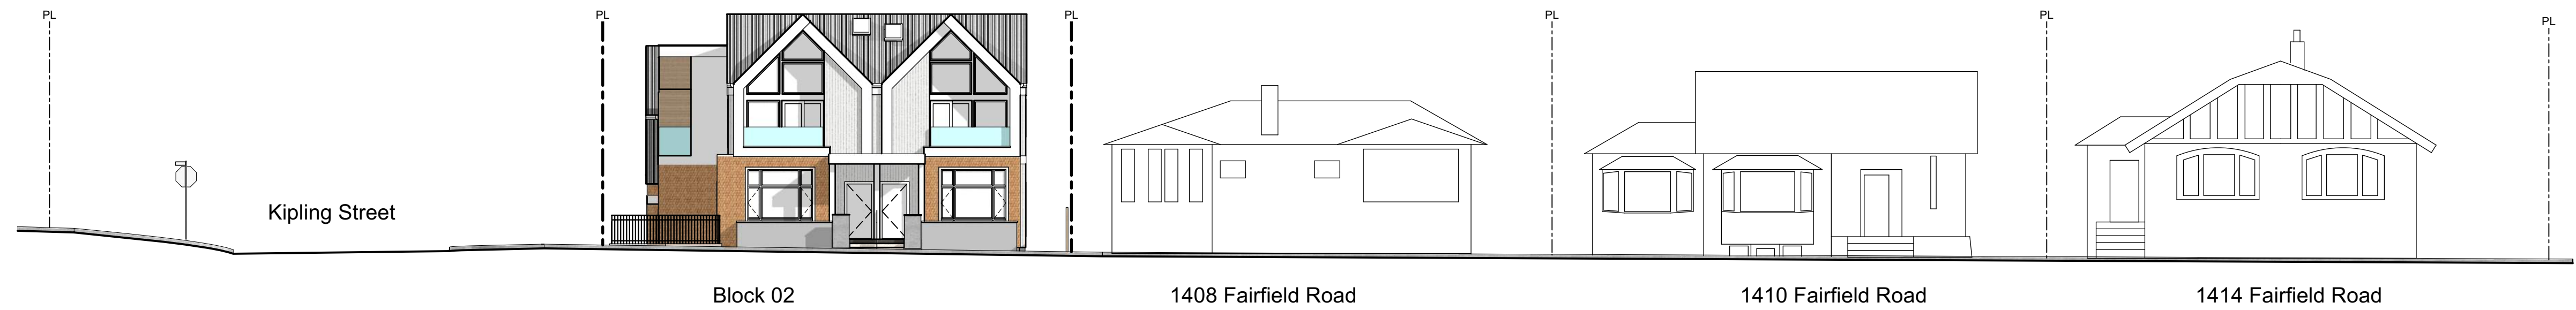 PL
PL
PL
PL
PL
PL
Kipling Street
Block 02
1408 Fairfield Road
1410 Fairfield Road
1414 Fairfield Road